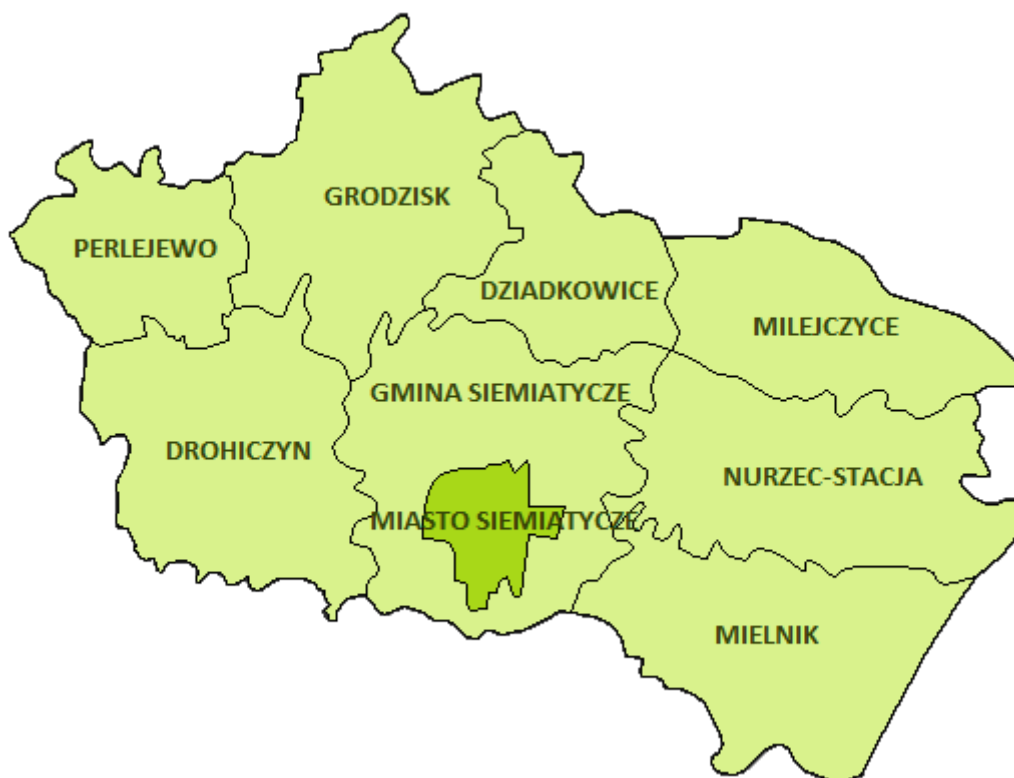 GRODZISK
PERLEJEWO
DZIADKOWICE
MILEJCZYCE
GMINA SIEMIATYCZE
DROHICZYN
NURZEC-STACJA
MIASTO SIEMIATYCZE
MIELNIK